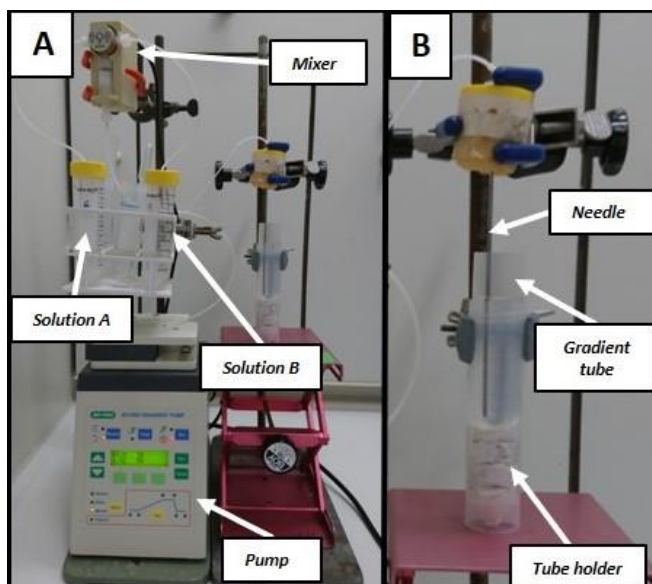 A
Mixer
Solution A
Solution B
Pump
B
Needle
Gradient
tube
Tube holder